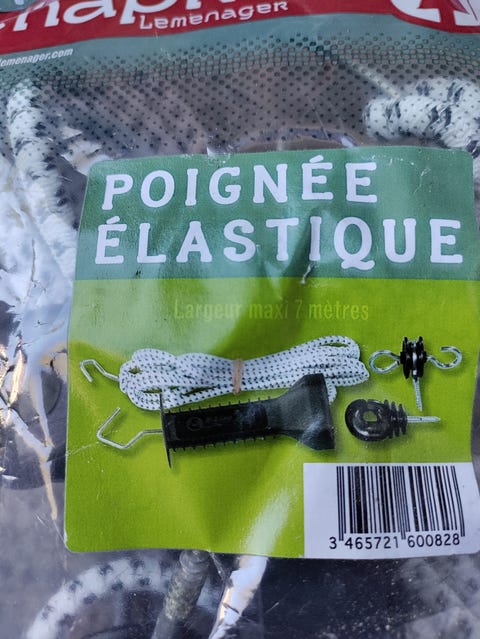 Lemenager
lemenager.com
POIGNÉE
ÉLASTIQUE
Largeur maxi 7 mètres
3 465721 600828